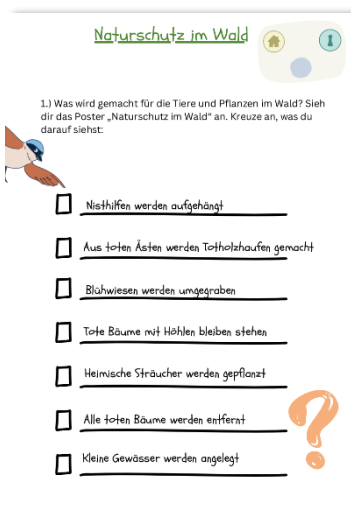 Naturschutz im Wald
1.) Was wird gemacht für die Tiere und Pflanzen im Wald? Sieh
dir das Poster „Naturschutz im Wald" an. Kreuze an, was du
darauf siehst:
Nisthilfen werden aufgehängt
Aus toten Ästen werden Totholzhaufen gemacht
Blühwiesen werden umgegraben
Tote Bäume mit Höhlen bleiben stehen
Heimische Sträucher werden gepflanzt
Alle toten Bäume werden entfernt
Kleine Gewässer werden angelegt
?